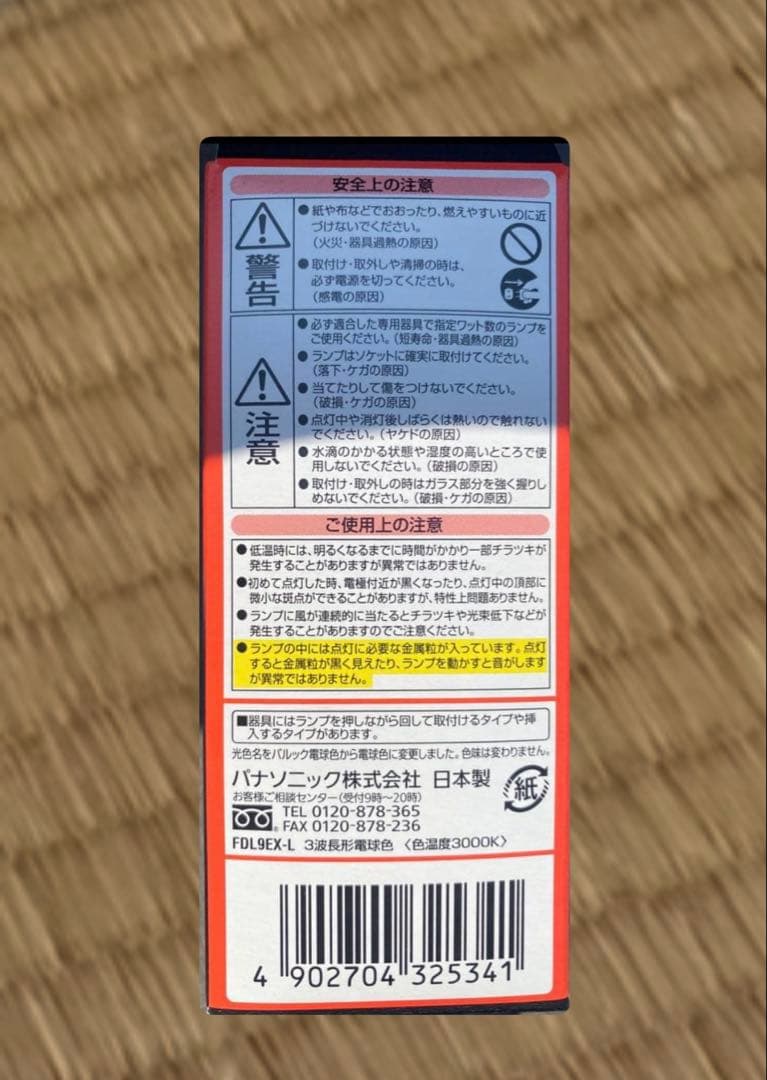 安全上の注意
警告
●紙や布などでおおったり、燃えやすいものに近
づけないでください。
(火災・器具過熱の原因)
●取付け・取外しや清掃の時は、
必ず電源を切ってください。
(感電の原因)
注意
●必ず適合した専用器具で指定ワット数のランプを
ご使用ください。(短寿命・器具過熱の原因)
●ランプはソケットに確実に取付けてください。
(落下・ケガの原因)
●当てたりして傷をつけないでください。
(破損・ケガの原因)
●点灯中や消灯後しばらくは熱いので触れない
でください。(ヤケドの原因)
●水滴のかかる状態や湿度の高いところで使
用しないでください。(破損の原因)
●取付け・取外しの時はガラス部分を強く握りし
めないでください。(破損・ケガの原因)
ご使用上の注意
●低温時には、明るくなるまでに時間がかかり一部チラツキが
発生することがありますが異常ではありません。
●初めて点灯した時、電極付近が黒くなったり、点灯中の頂部に
微小な斑点ができることがありますが、特性上問題ありません。
●ランプに風が連続的に当たるとチラツキや光束低下などが
発生することがありますのでご注意ください。
●ランプの中には点灯に必要な金属粒が入っています。点灯
すると金属粒が黒く見えたり、ランプを動かすと音がします
が異常ではありません。
■器具にはランプを押しながら回して取付けるタイプや挿
入するタイプがあります。
光色名をパルック電球色から電球色に変更しました。色味は変わりません。
パナソニック株式会社 日本製
紙
お客様ご相談センター(受付9時〜20時)
TEL 0120-878-365
FAX 0120-878-236
FDL9EX-L 3波長形電球色 〈色温度3000K〉
4 902704 325341